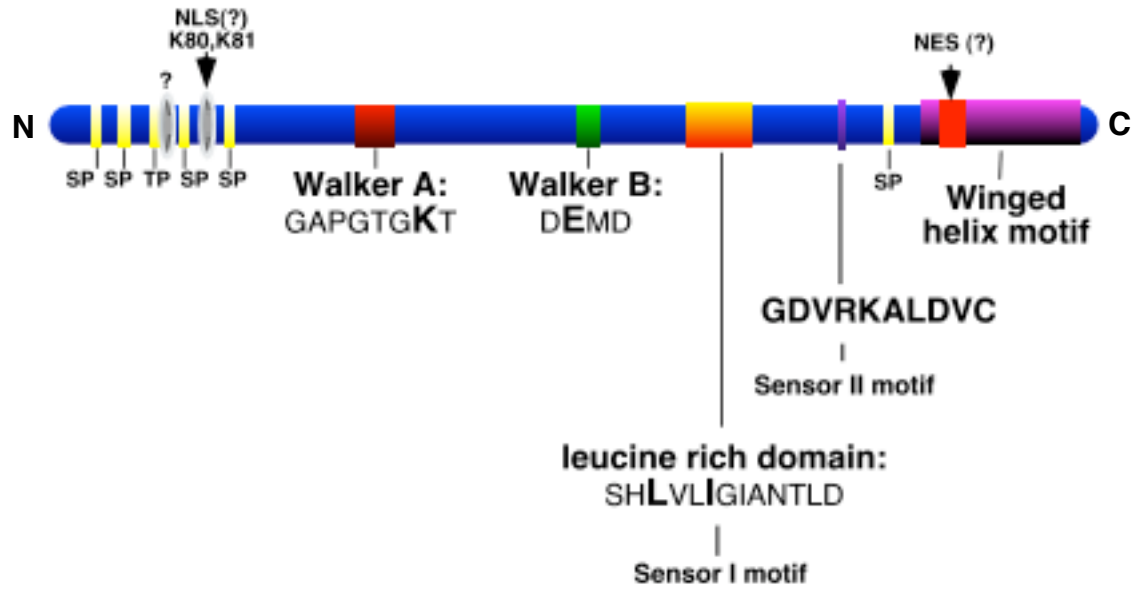 NLS(?)
K80,K81
NES (?)
?
N
C
SP SP TP SP SP
SP
Walker A:
GAPGTGKT
Walker B:
DEMD
Winged
helix motif
GDVRKALDVC
Sensor II motif
leucine rich domain:
SHLVLIGIANTLD
Sensor I motif